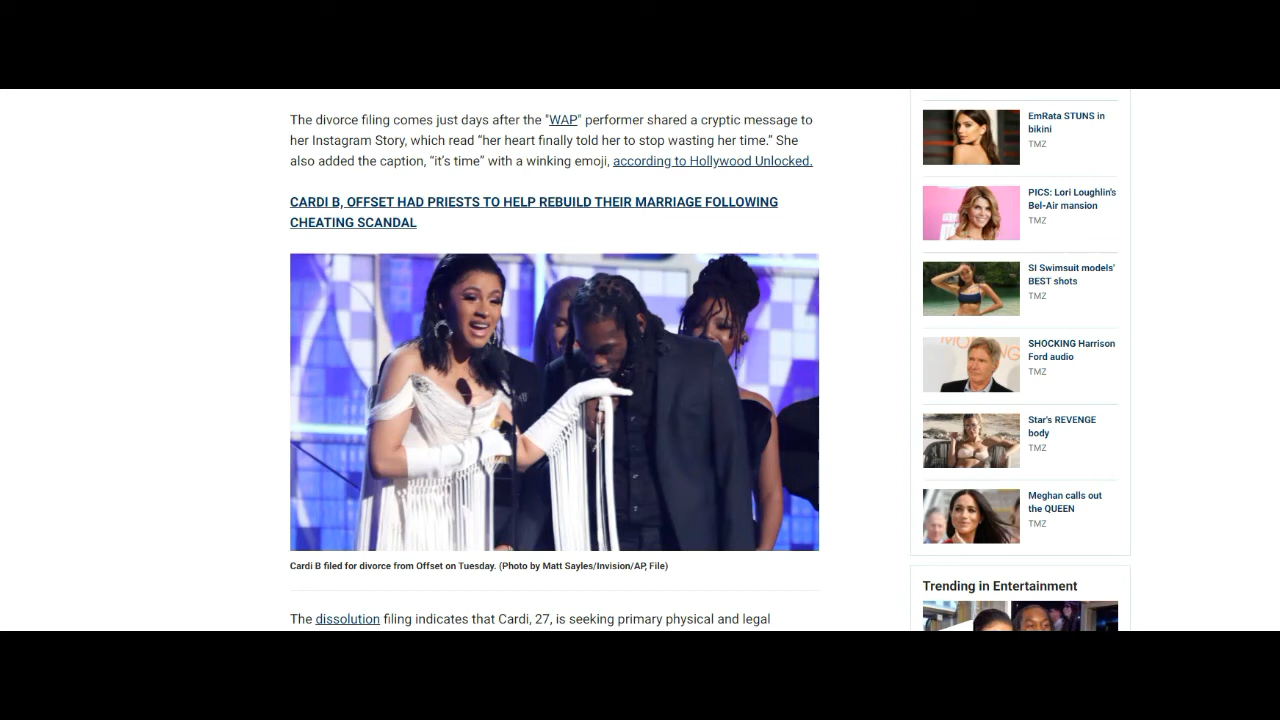 The divorce filing comes just days after the "WAP" performer shared a cryptic message to
her Instagram Story, which read “her heart finally told her to stop wasting her time.” She
also added the caption, “it’s time” with a winking emoji, according to Hollywood Unlocked.
CARDI B, OFFSET HAD PRIESTS TO HELP REBUILD THEIR MARRIAGE FOLLOWING
CHEATING SCANDAL
Cardi B filed for divorce from Offset on Tuesday. (Photo by Matt Sayles/Invision/AP, File)
The dissolution filing indicates that Cardi, 27, is seeking primary physical and legal
EmRata STUNS in
bikini
TMZ
PICS: Lori Loughlin's
Bel-Air mansion
TMZ
SI Swimsuit models'
BEST shots
TMZ
SHOCKING Harrison
Ford audio
TMZ
Star's REVENGE
body
TMZ
Meghan calls out
the QUEEN
TMZ
Trending in Entertainment